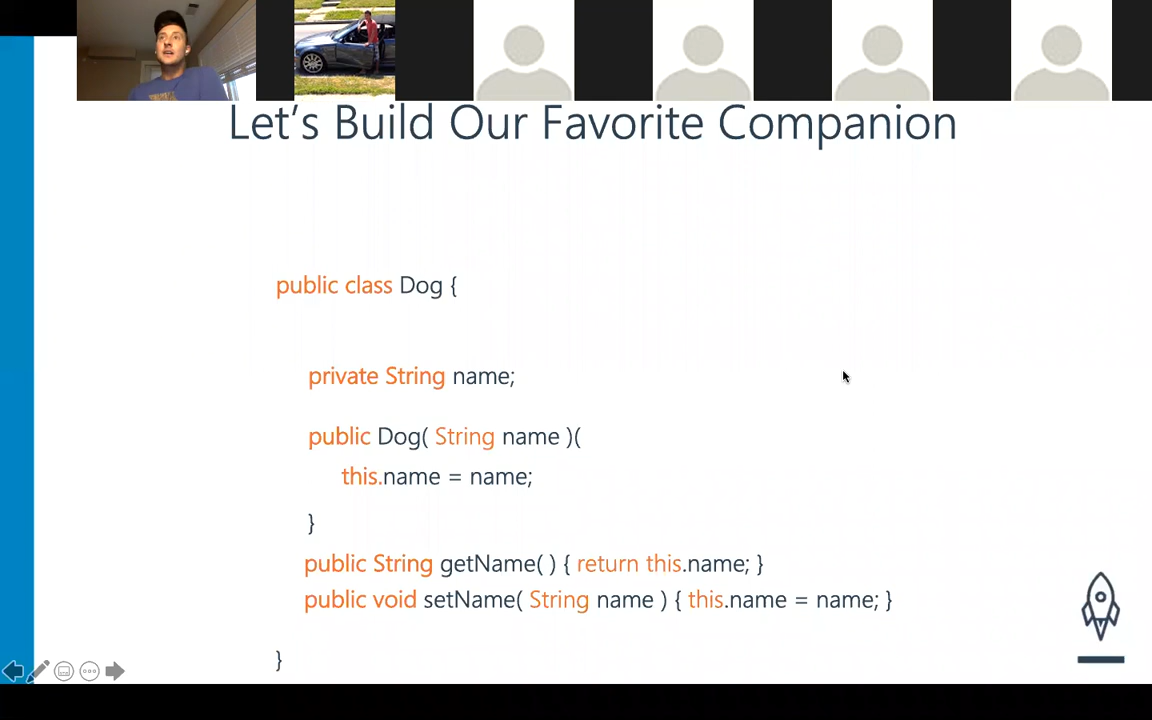 Let's Build Our Favorite Companion
public class Dog {
private String name;
public Dog( String name )(
this.name = name;
}
public String getName( ) { return this.name; }
public void setName( String name ) { this.name = name; }
}